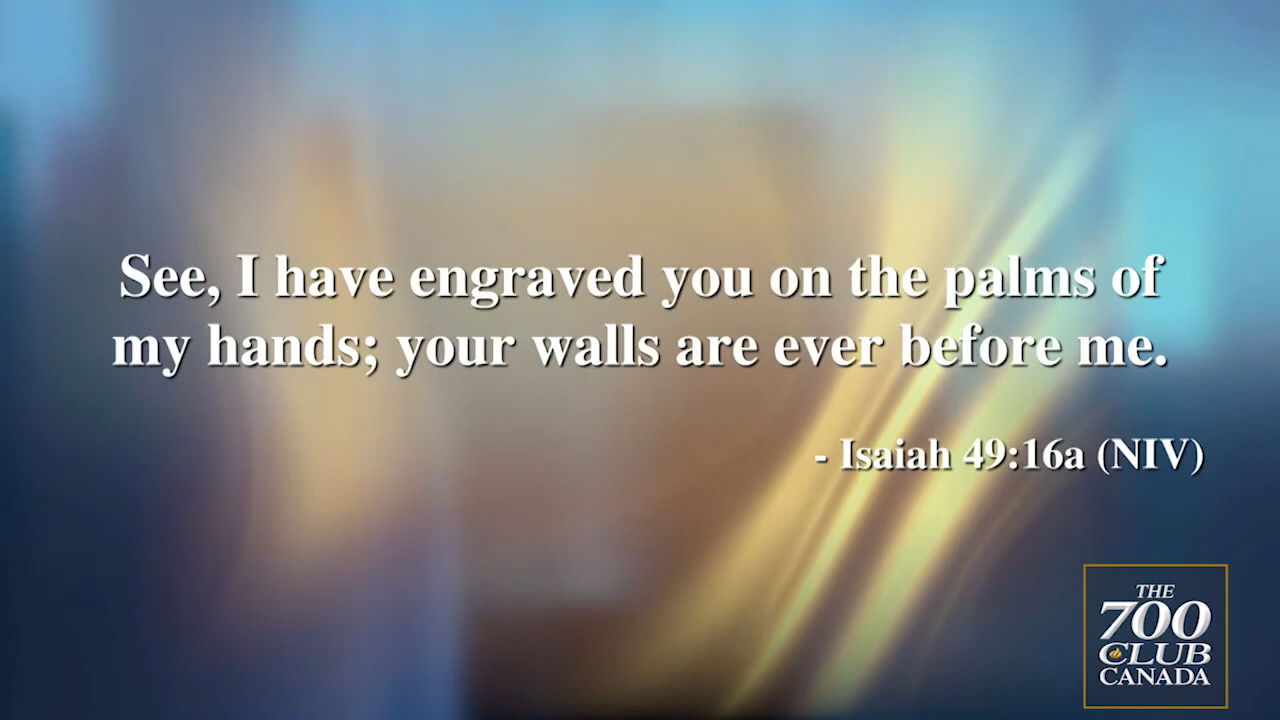 See, I have engraved you on the palms of
my hands; your walls are ever before me.
- Isaiah 49:16a (NIV)
THE
700
CLUB
CANADA